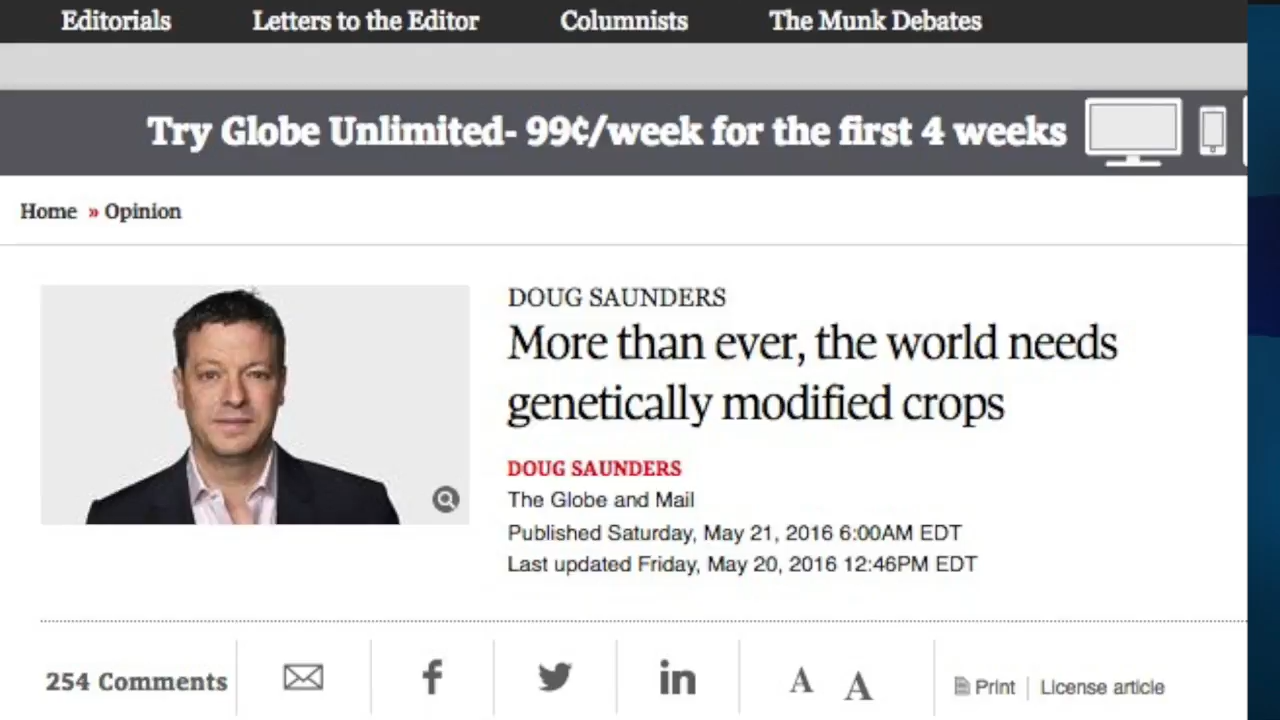 Editorials Letters to the Editor Columnists The Munk Debates
Try Globe Unlimited- 99¢/week for the first 4 weeks
Home » Opinion
DOUG SAUNDERS
More than ever, the world needs
genetically modified crops
DOUG SAUNDERS
The Globe and Mail
Published Saturday, May 21, 2016 6:00AM EDT
Last updated Friday, May 20, 2016 12:46PM EDT
254 Comments f in A A Print License article